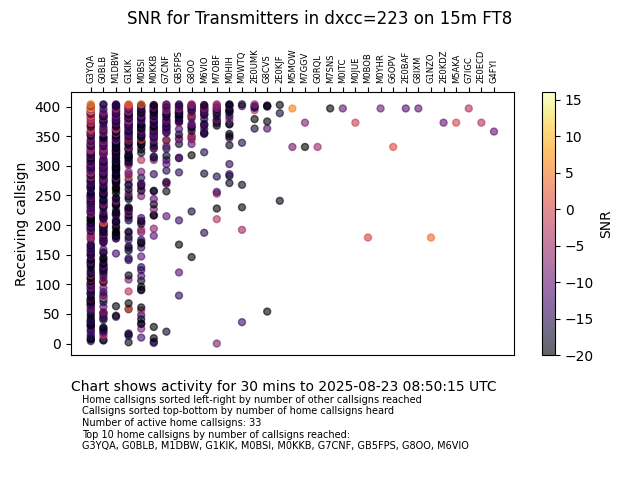 SNR for Transmitters in dxcc=223 on 15m FT8
G3YQA G0BLB M1DBW G1KIK M0BSI M0KKB G7CNF GB5FPS G8OO M6VIO M7OBF M0HIH M0WTQ 2E0UMK G8CVS 2E0KJF M5MOW M7GGV G0RQL M7SNS M0ITC M0JUE M0BOB M0YHR G6OPV 2E0BAF G8IXM G1NZO 2E0KDZ M5AKA G7IGC 2E0ECD G4FYI
400
350
300
250
200
150
100
50
0
Receiving callsign
15
10
5
0
−5
−10
−15
−20
SNR
Chart shows activity for 30 mins to 2025-08-23 08:50:15 UTC
Home callsigns sorted left-right by number of other callsigns reached
Callsigns sorted top-bottom by number of home callsigns heard
Number of active home callsigns: 33
Top 10 home callsigns by number of callsigns reached:
G3YQA, G0BLB, M1DBW, G1KIK, M0BSI, M0KKB, G7CNF, GB5FPS, G8OO, M6VIO